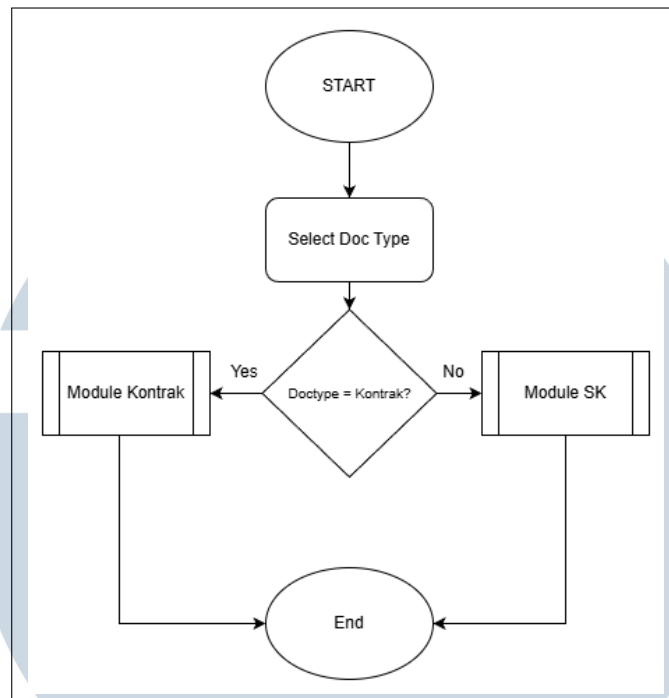 START
Select Doc Type
Yes
No
Module Kontrak
Doctype = Kontrak?
Module SK
End